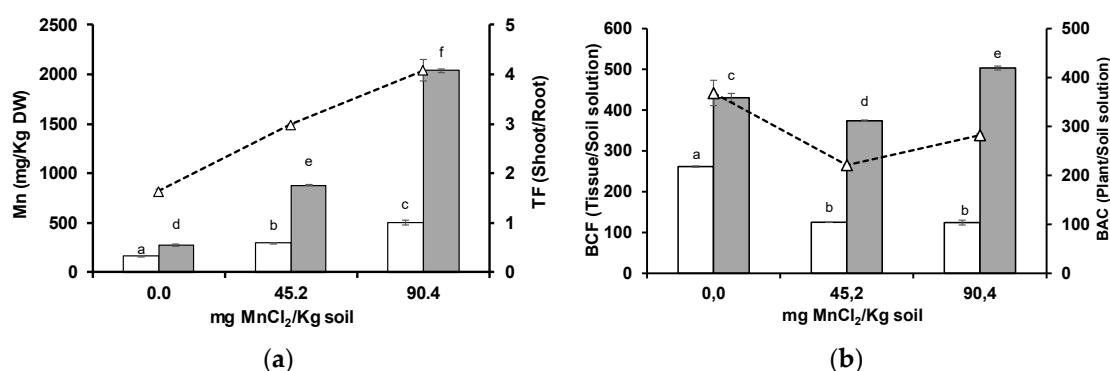 2500
2000
1500
1000
500
0
Mn (mg/Kg DW)
a
d
b
e
c
f
5
4
3
2
1
0
TF (Shoot/Root)
0.0
45.2
90.4
mg MnCl₂/Kg soil
(a)
600
500
400
300
200
100
0
BCF (Tissue/Soil solution)
a
c
b
d
b
e
500
400
300
200
100
0
BAC (Plant/Soil solution)
0,0
45,2
90,4
mg MnCl₂/Kg soil
(b)